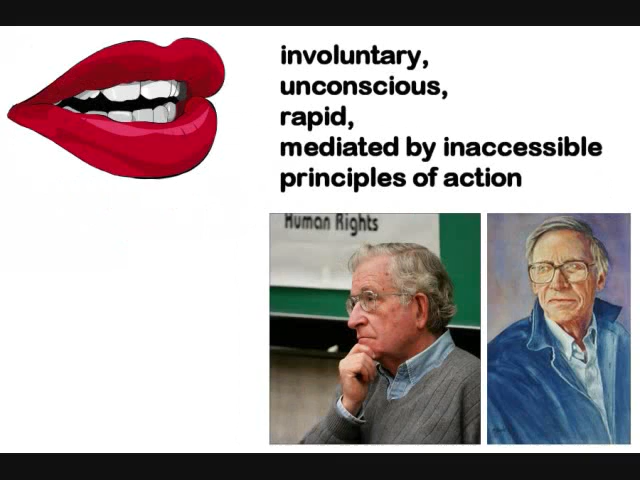 involuntary,
unconscious,
rapid,
mediated by inaccessible
principles of action
Human Rights